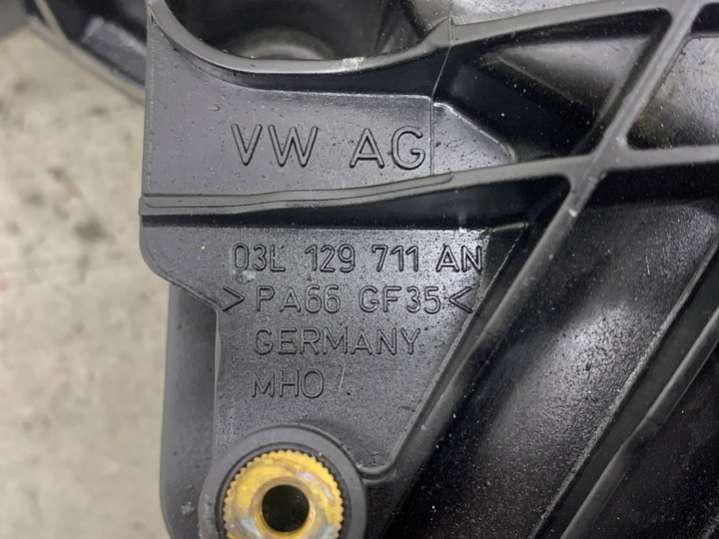 VW AG
03L 129 711 AN
>PA66 GF35<
GERMANY
MHO